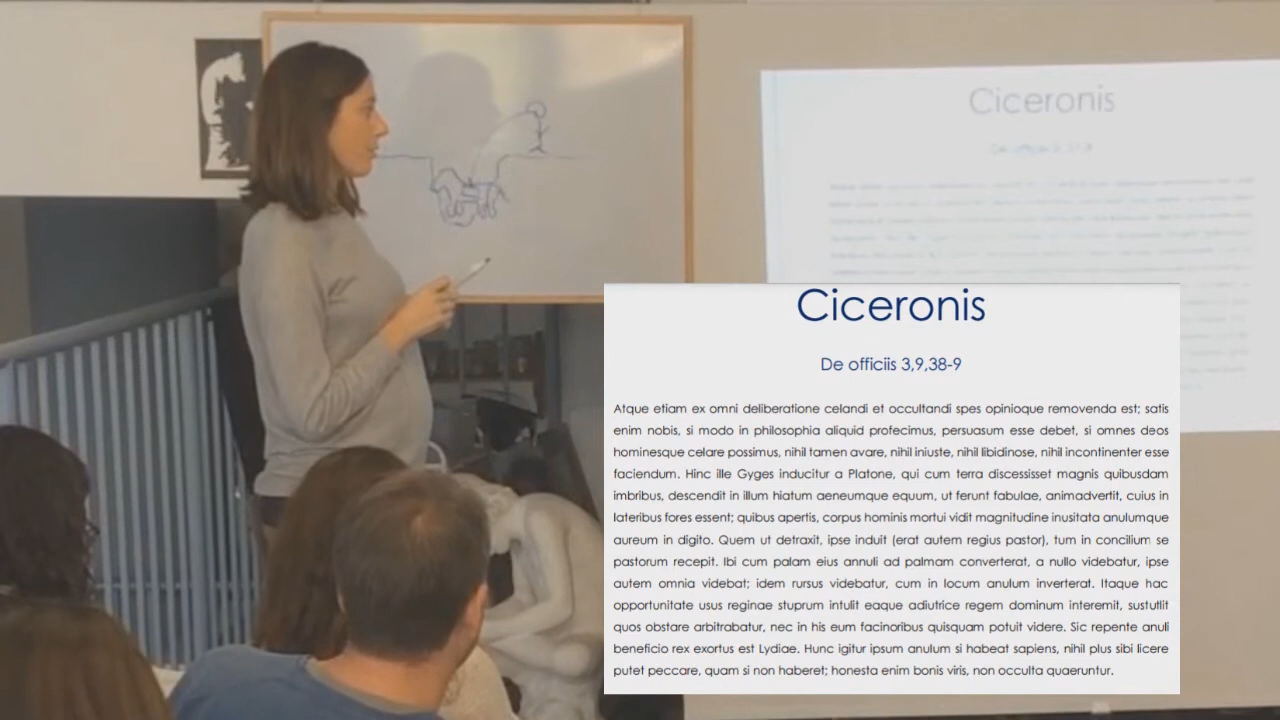 Ciceronis
Ciceronis
De officiis 3,9,38-9
Atque etiam ex omni deliberatione celandi et occultandi spes opinioque removenda est; satis
enim nobis, si modo in philosophia aliquid profecimus, persuasum esse debet, si omnes deos
hominesque celare possimus, nihil tamen avare, nihil iniuste, nihil libidinose, nihil incontinenter esse
faciendum. Hinc ille Gyges inducitur a Platone, qui cum terra discessisset magnis quibusdam
imbribus, descendit in illum hiatum aeneumque equum, ut ferunt fabulae, animadvertit, cuius in
lateribus fores essent; quibus apertis, corpus hominis mortui vidit magnitudine inusitata anulumque
aureum in digito. Quem ut detraxit, ipse induit (erat autem regius pastor), tum in concilium se
pastorum recepit. Ibi cum palam eius annuli ad palmam converterat, a nullo videbatur, ipse
autem omnia videbat; idem rursus videbatur, cum in locum anulum inverterat. Itaque hac
opportunitate usus reginae stuprum intulit eaque adiutrice regem dominum interemit, sustutlit
quos obstare arbitrabatur, nec in his eum facinoribus quisquam potuit videre. Sic repente anuli
beneficio rex exortus est Lydiae. Hunc igitur ipsum anulum si habeat sapiens, nihil plus sibi licere
putet peccare, quam si non haberet; honesta enim bonis viris, non occulta quaeruntur.